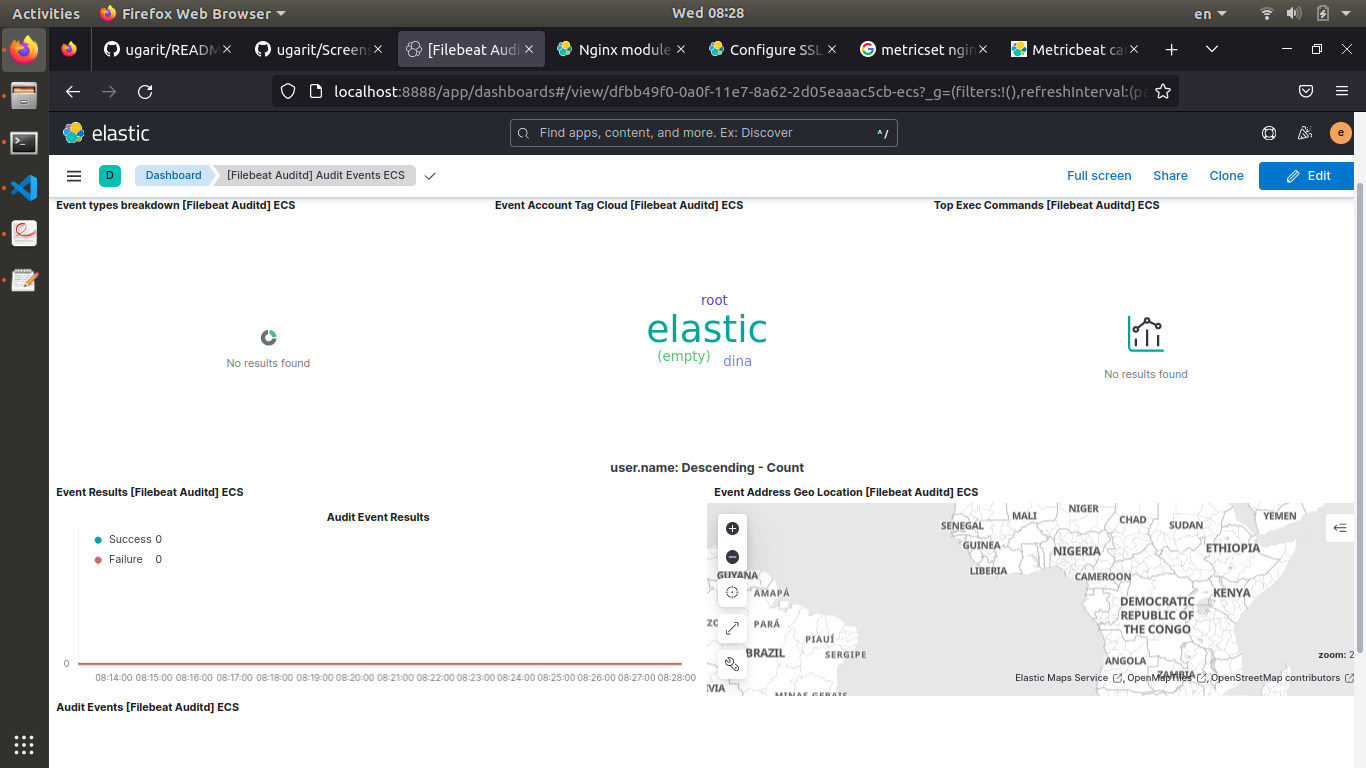 Activities Firefox Web Browser Wed 08:28 en
ugarit/READM ugarit/Screens [Filebeat Audi Nginx module Configure SSL metricset ngin Metricbeat ca
localhost:8888/app/dashboards#/view/dfbb49f0-0a0f-11e7-8a62-2d05eaaac5cb-ecs?_g=(filters:!(),refreshInterval:(pa
elastic Find apps, content, and more. Ex: Discover ^/ e
D Dashboard [Filebeat Auditd] Audit Events ECS Full screen Share Clone Edit
Event types breakdown [Filebeat Auditd] ECS Event Account Tag Cloud [Filebeat Auditd] ECS Top Exec Commands [Filebeat Auditd] ECS
root
elastic
(empty) dina
No results found
No results found
user.name: Descending - Count
Event Results [Filebeat Auditd] ECS Event Address Geo Location [Filebeat Auditd] ECS
Audit Event Results
Success 0
Failure 0
0
08:14:00 08:15:00 08:16:00 08:17:00 08:18:00 08:19:00 08:20:00 08:21:00 08:22:00 08:23:00 08:24:00 08:25:00 08:26:00 08:27:00 08:28:00
NIGER
MALI
CHAD
YEMEN
SENEGAL
SUDAN
GUINEA
NIGERIA
ETHIOPIA
LIBERIA
GUYANA
CAMEROON
AMAPÁ
KENYA
DEMOCRATIC
REPUBLIC OF
THE CONGO
PARÁ
PIAUÍ
BRAZIL
SERGIPE
zoom: 2
ANGOLA
ZAMBIA
Elastic Maps Service , OpenMapTiles , OpenStreetMap contributors
MINAS GERAIS
Audit Events [Filebeat Auditd] ECS